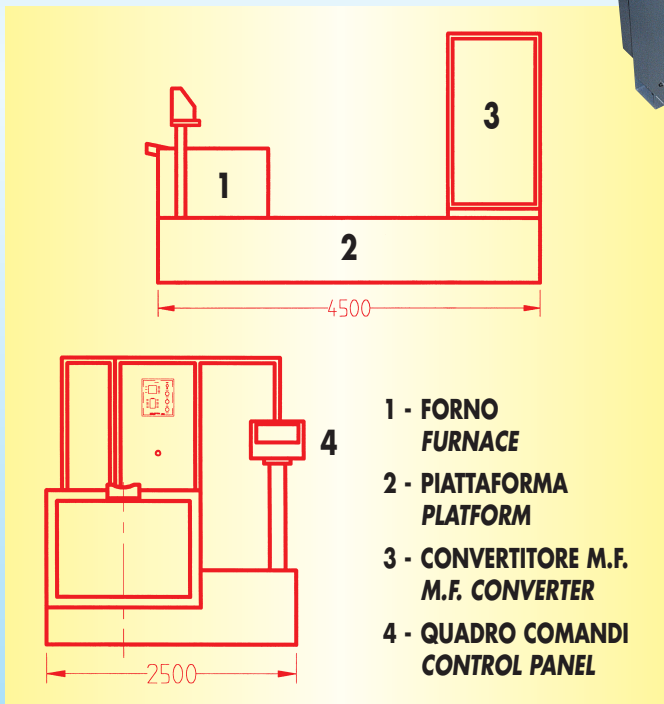 3
1
2
4500
4
2500
1 - FORNO
FURNACE
2 - PIATTAFORMA
PLATFORM
3 - CONVERTITORE M.F.
M.F. CONVERTER
4 - QUADRO COMANDI
CONTROL PANEL